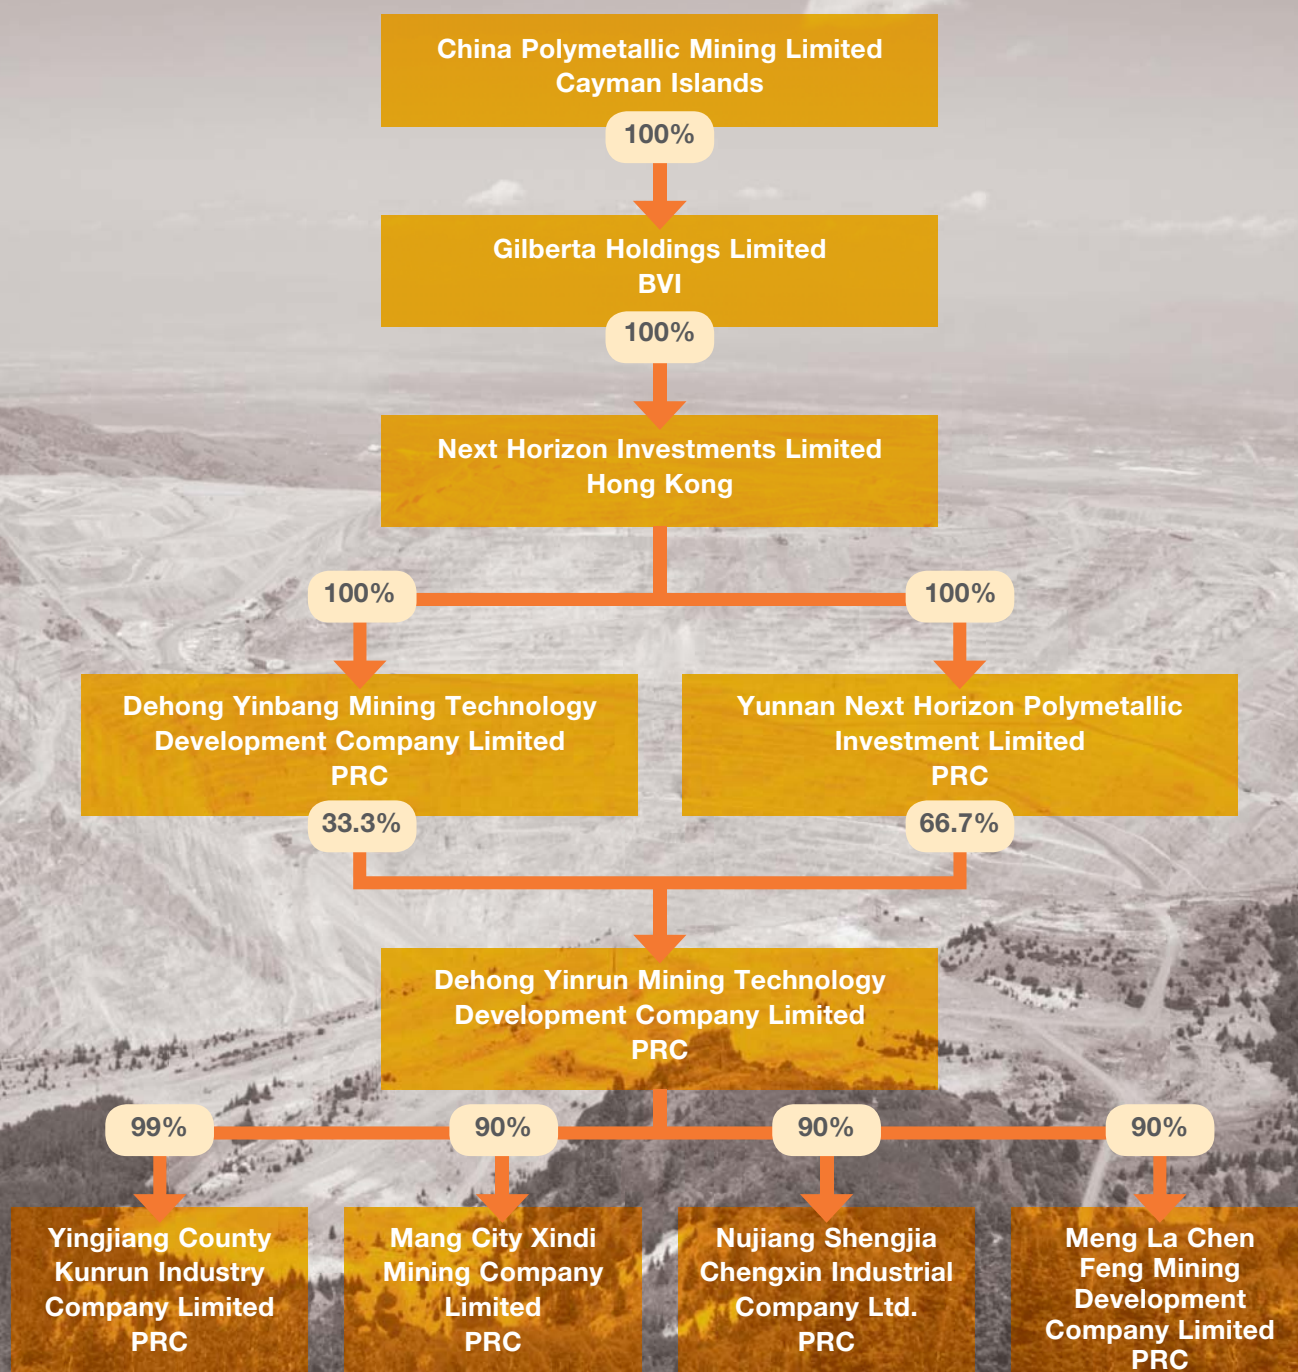 China Polymetallic Mining Limited
Cayman Islands
100%
Gilberta Holdings Limited
BVI
100%
Next Horizon Investments Limited
Hong Kong
100%
100%
Dehong Yinbang Mining Technology
Development Company Limited
PRC
Yunnan Next Horizon Polymetallic
Investment Limited
PRC
33.3%
66.7%
Dehong Yinrun Mining Technology
Development Company Limited
PRC
99%
90%
90%
90%
Yingjiang County
Kunrun Industry
Company Limited
PRC
Mang City Xindi
Mining Company
Limited
PRC
Nujiang Shengjia
Chengxin Industrial
Company Ltd.
PRC
Meng La Chen
Feng Mining
Development
Company Limited
PRC